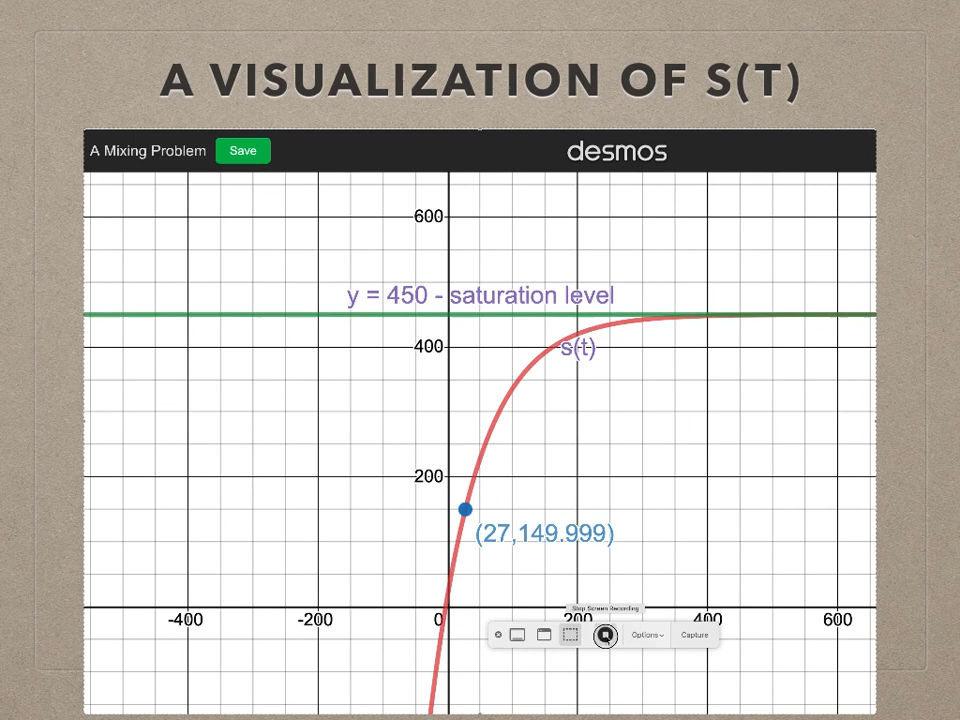 A VISUALIZATION OF S(T)
A Mixing Problem
Save
desmos
600
y = 450 - saturation level
400
s(t)
200
(27,149.999)
-400
-200
0
200
400
600
Stop Screen Recording
Options
Capture